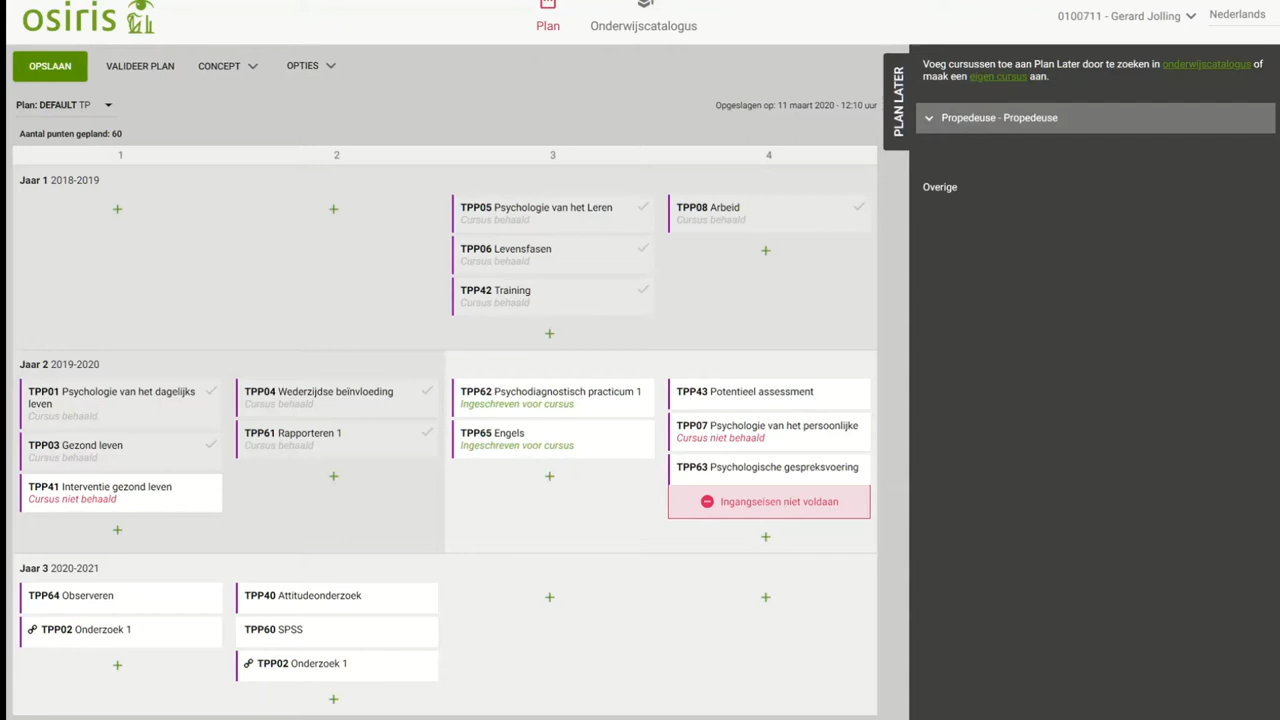 osiris
Plan
Onderwijscatalogus
0100711 - Gerard Jolling
Nederlands
OPSLAAN
VALIDEER PLAN
CONCEPT
OPTIES
Plan: DEFAULT TP
Opgeslagen op: 11 maart 2020 - 12:10 uur
Aantal punten gepland: 60
1
2
3
4
Jaar 1 2018-2019
+
+
TPP05 Psychologie van het Leren
Cursus behaald
TPP06 Levensfasen
Cursus behaald
TPP42 Training
Cursus behaald
+
TPP08 Arbeid
Cursus behaald
+
Jaar 2 2019-2020
TPP01 Psychologie van het dagelijks
leven
Cursus behaald
TPP03 Gezond leven
Cursus behaald
TPP41 Interventie gezond leven
Cursus niet behaald
+
TPP04 Wederzijdse beïnvloeding
Cursus behaald
TPP61 Rapporteren 1
Cursus behaald
+
TPP62 Psychodiagnostisch practicum 1
Ingeschreven voor cursus
TPP65 Engels
Ingeschreven voor cursus
+
TPP43 Potentieel assessment
TPP07 Psychologie van het persoonlijke
Cursus niet behaald
TPP63 Psychologische gespreksvoering
Ingangseisen niet voldaan
+
Jaar 3 2020-2021
TPP64 Observeren
TPP02 Onderzoek 1
+
TPP40 Attitudeonderzoek
TPP60 SPSS
TPP02 Onderzoek 1
+
+
+
PLAN LATER
Voeg cursussen toe aan Plan Later door te zoeken in onderwijscatalogus of
maak een eigen cursus aan.
Propedeuse - Propedeuse
Overige